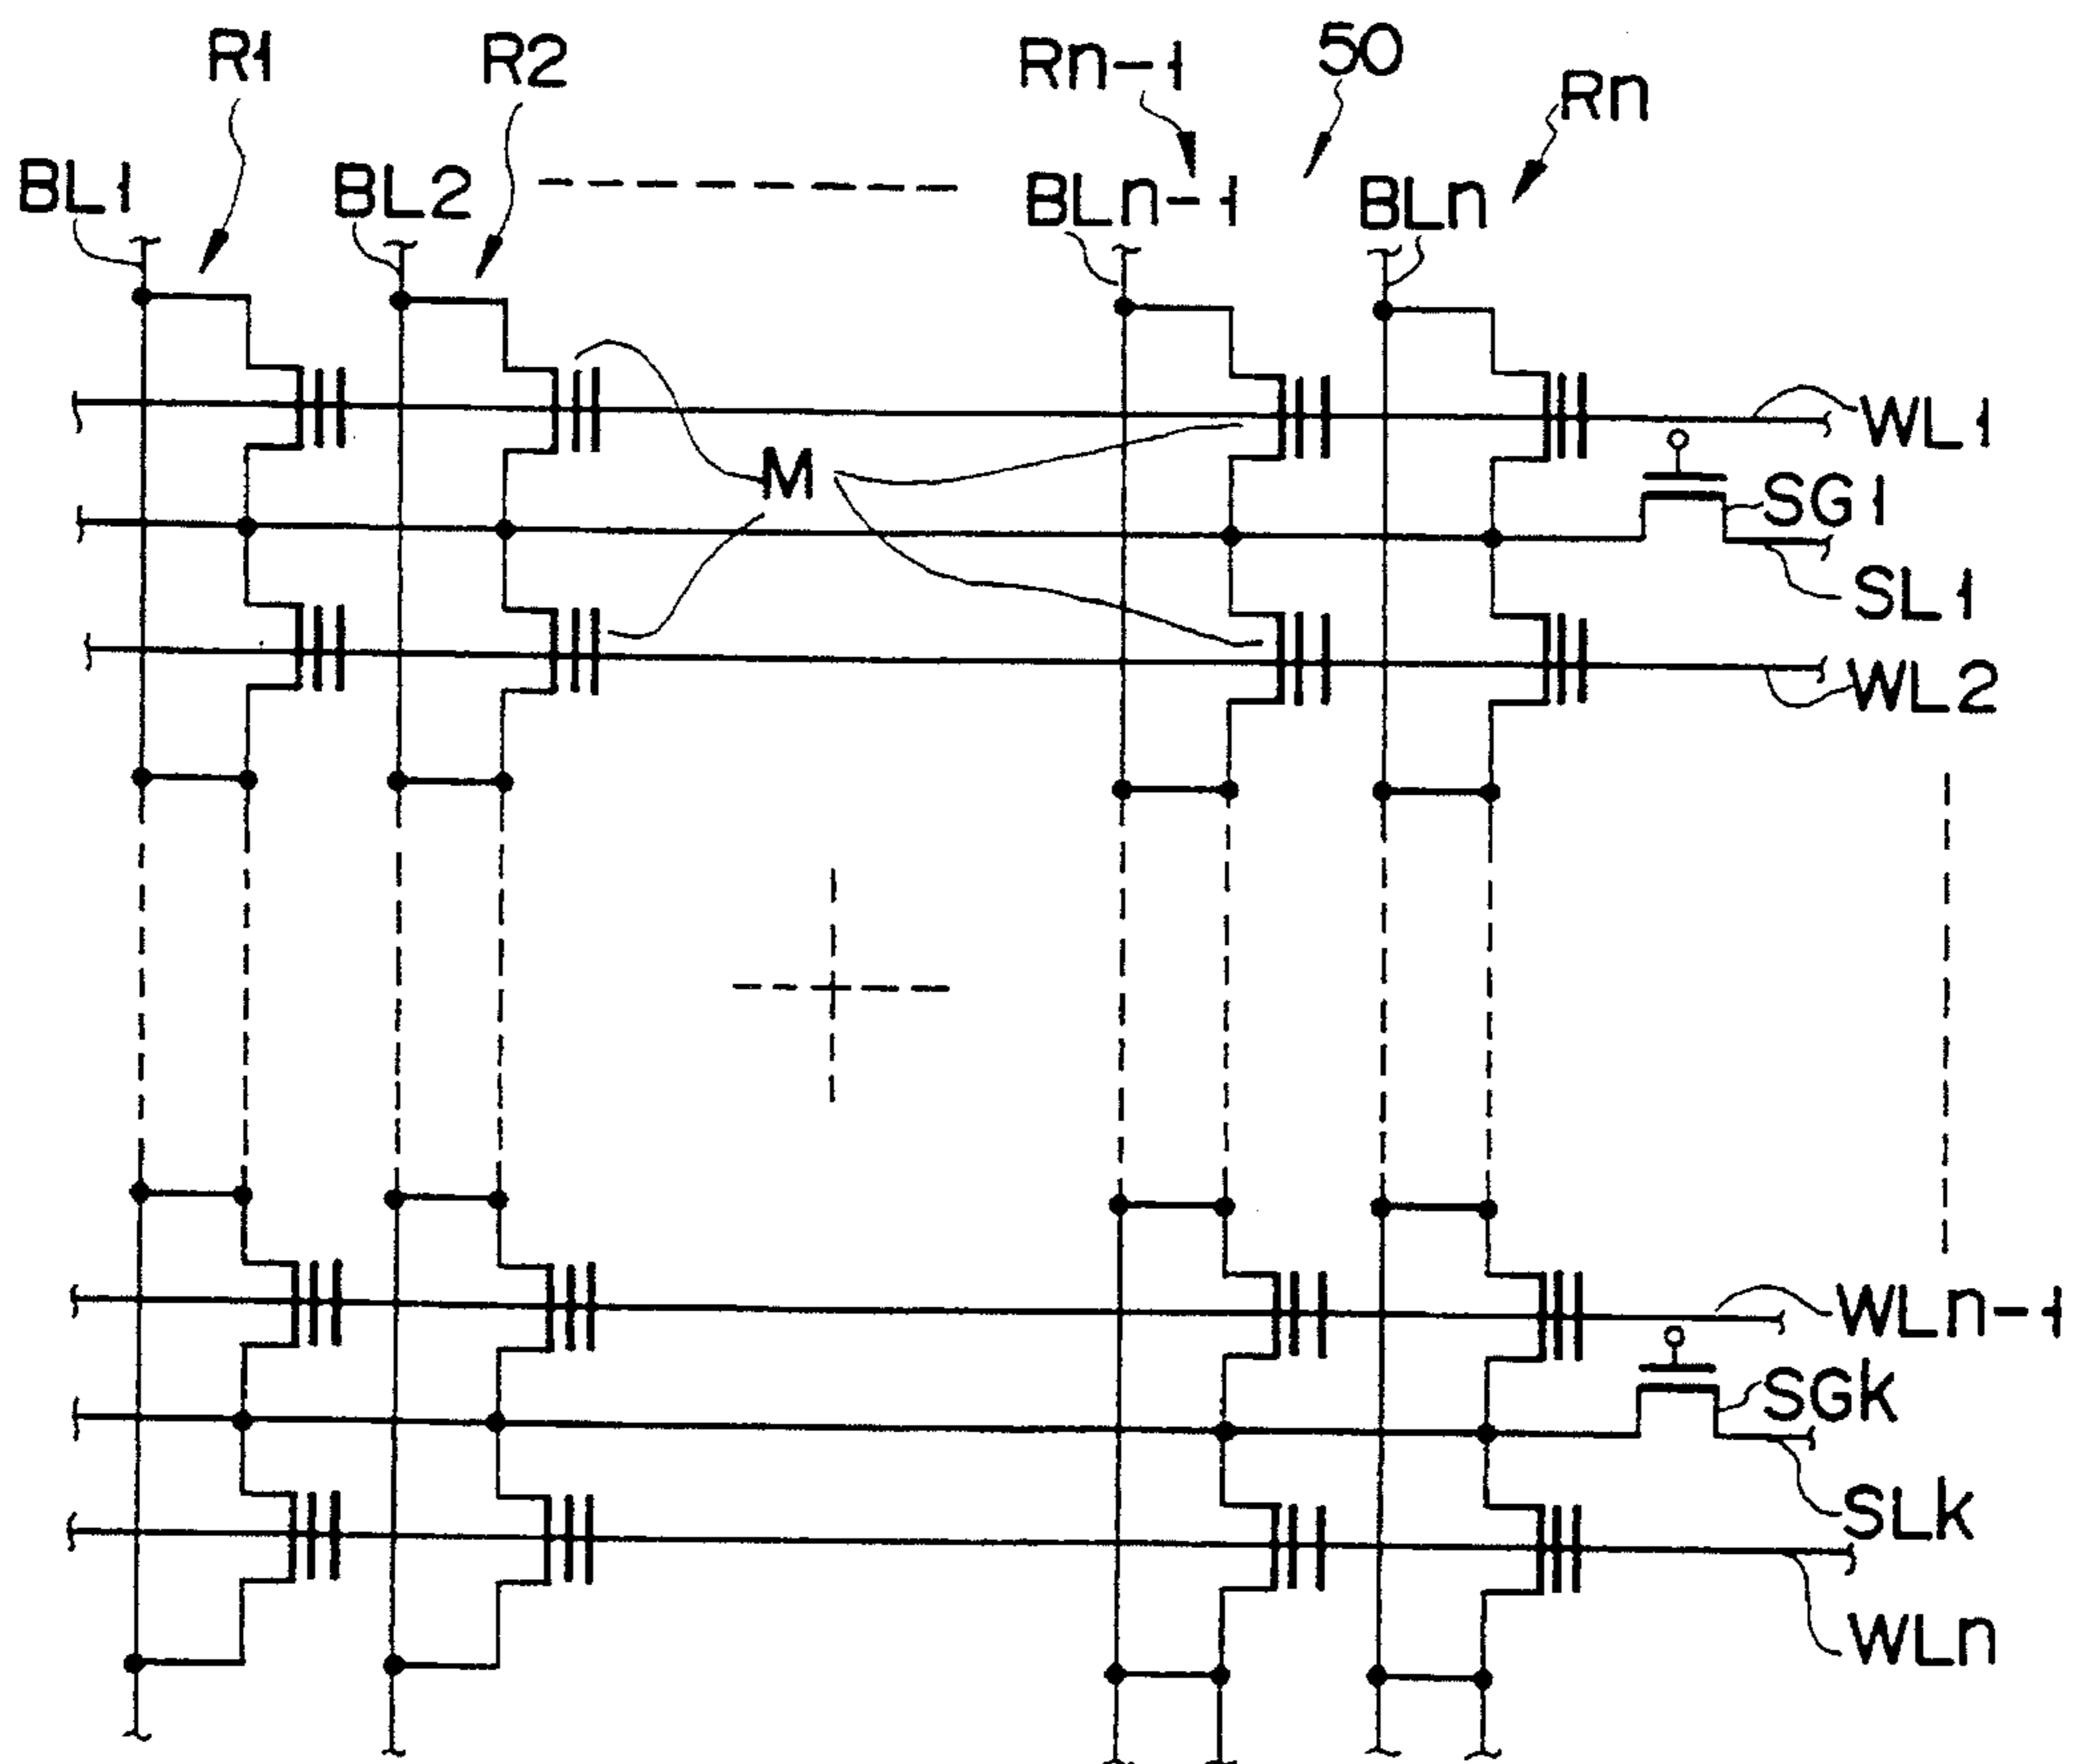 R1
R2
Rn-1
50
Rn
BL1
BL2
BLn-1
BLn
WL1
M
SG1
SL1
WL2
WLn-1
SGk
SLk
WLn